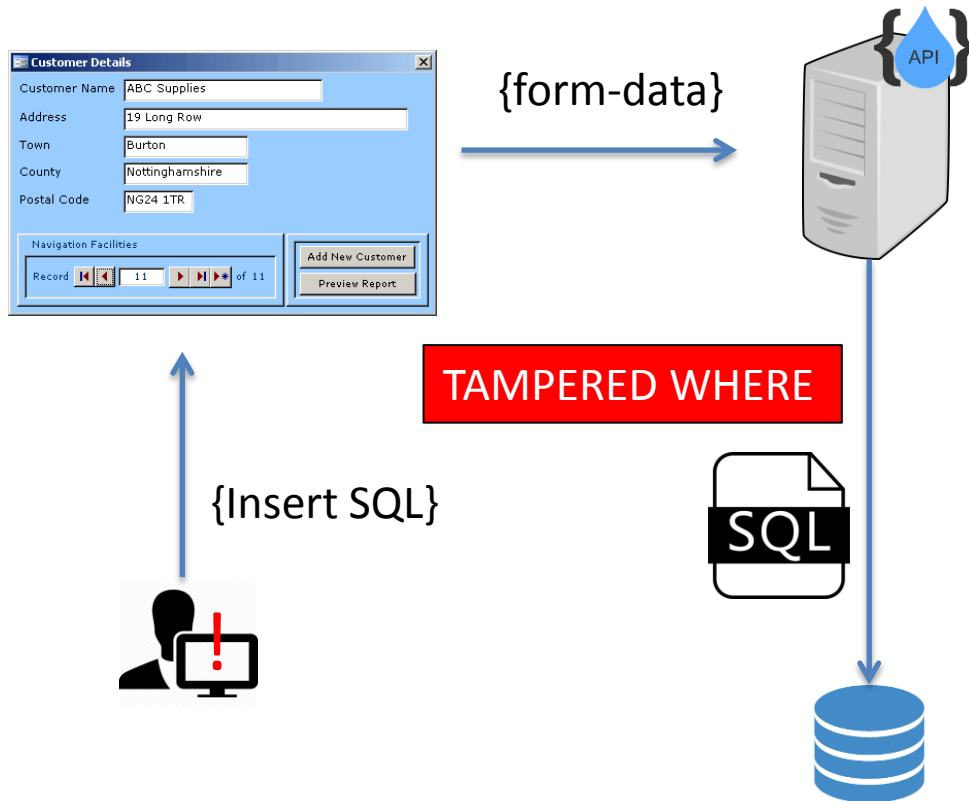 Customer Details
Customer Name ABC Supplies
Address 19 Long Row
Town Burton
County Nottinghamshire
Postal Code NG24 1TR
Navigation Facilities
Record 11 of 11
Add New Customer
Preview Report
{form-data}
{API}
TAMPERED WHERE
{Insert SQL}
SQL
!